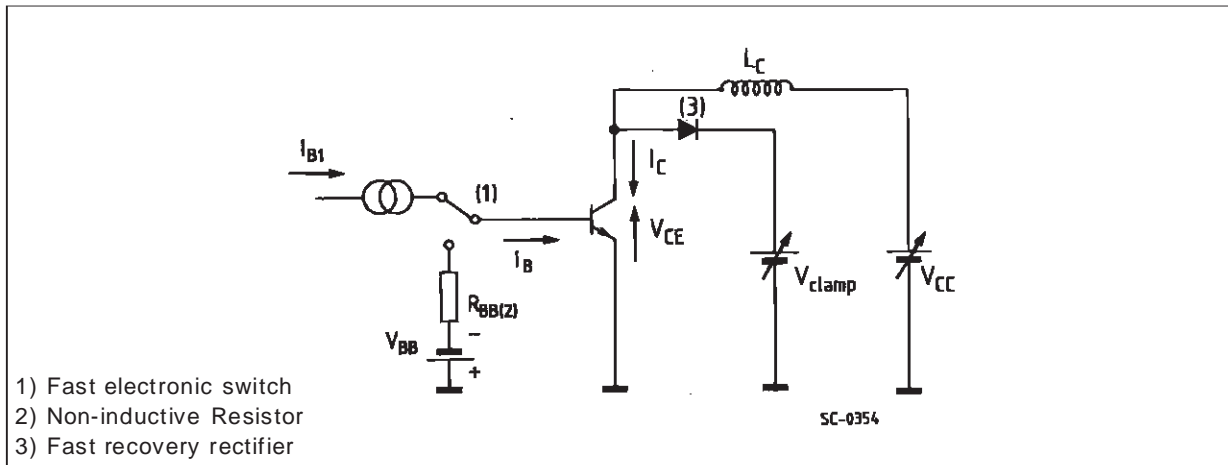 L_C
(3)
I_B1
(1)
I_C
V_CE
i_B
V_clamp
V_CC
R_BB(2)
V_BB
−
+
SC-0354
1) Fast electronic switch
2) Non-inductive Resistor
3) Fast recovery rectifier